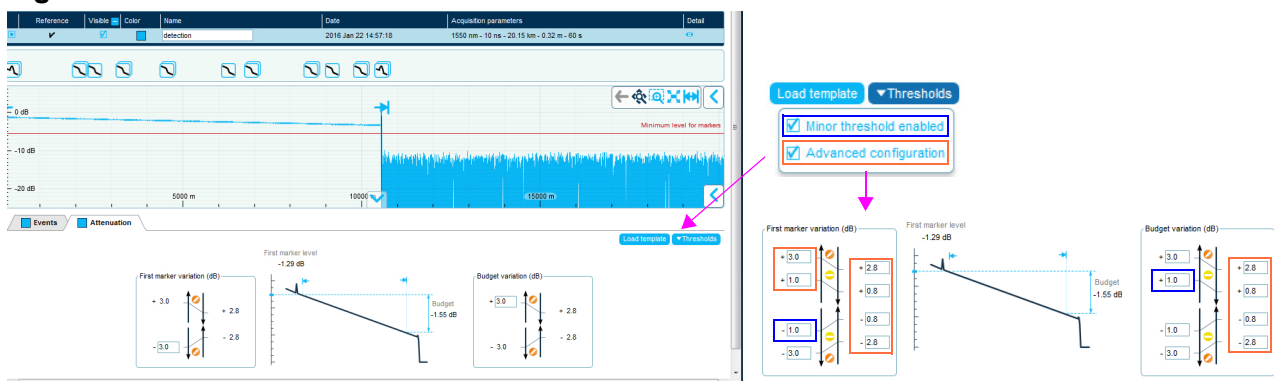 Reference Visible Color Name Date Acquisition parameters Detail
detection 2016 Jan 22 14:57:18 1550 nm - 10 ns - 20.15 km - 0.32 m - 60 s
0 dB
Minimum level for markers
-10 dB
-20 dB
5000 m 10000 15000 m
Events Attenuation
Load template ▼Thresholds
First marker level
-1.29 dB
First marker variation (dB)
+ 3.0
+ 2.8
- 2.8
- 3.0
Budget
-1.55 dB
Budget variation (dB)
+ 3.0
+ 2.8
- 2.8
- 3.0
Load template ▼Thresholds
Minor threshold enabled
Advanced configuration
First marker variation (dB)
+ 3.0
+ 2.8
+ 1.0
+ 0.8
- 0.8
- 1.0
- 2.8
- 3.0
First marker level
-1.29 dB
Budget
-1.55 dB
Budget variation (dB)
+ 3.0
+ 2.8
+ 1.0
+ 0.8
- 0.8
- 1.0
- 2.8
- 3.0